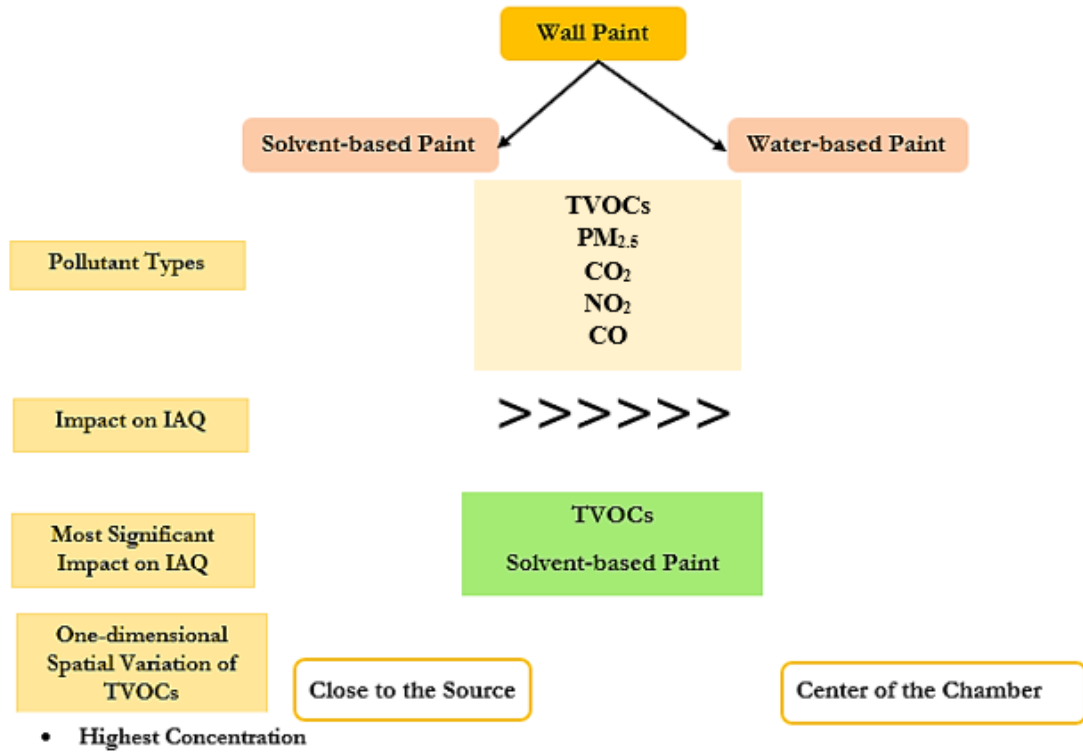 Wall Paint
Solvent-based Paint
Water-based Paint
Pollutant Types
TVOCs
PM₂.₅
CO₂
NO₂
CO
Impact on IAQ
>>>>>>
Most Significant
Impact on IAQ
TVOCs
Solvent-based Paint
One-dimensional
Spatial Variation of
TVOCs
Close to the Source
Center of the Chamber
• Highest Concentration